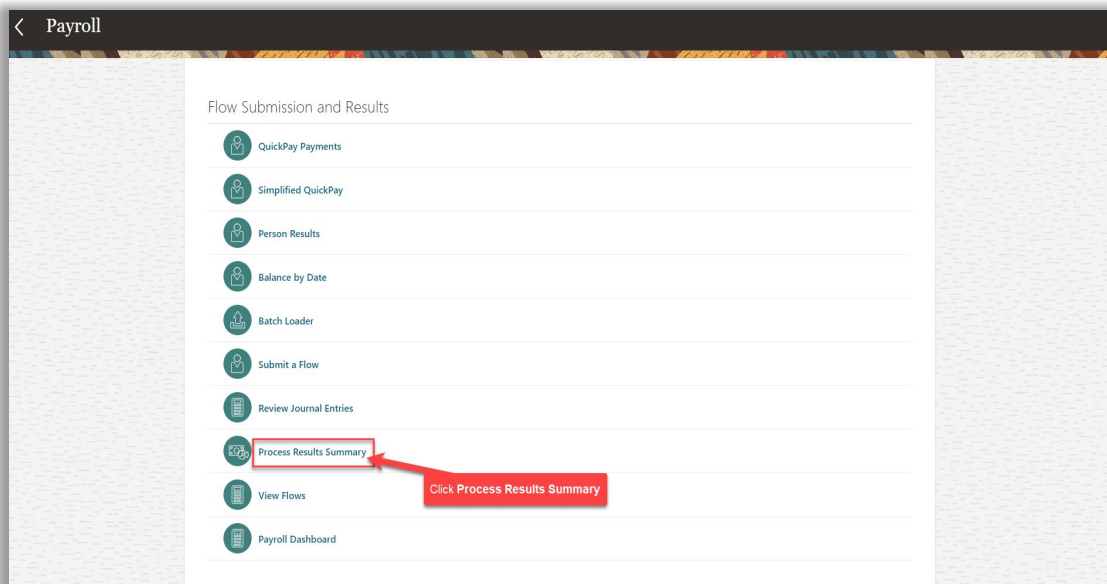 Payroll
Flow Submission and Results
QuickPay Payments
Simplified QuickPay
Person Results
Balance by Date
Batch Loader
Submit a Flow
Review Journal Entries
Process Results Summary
Click Process Results Summary
View Flows
Payroll Dashboard